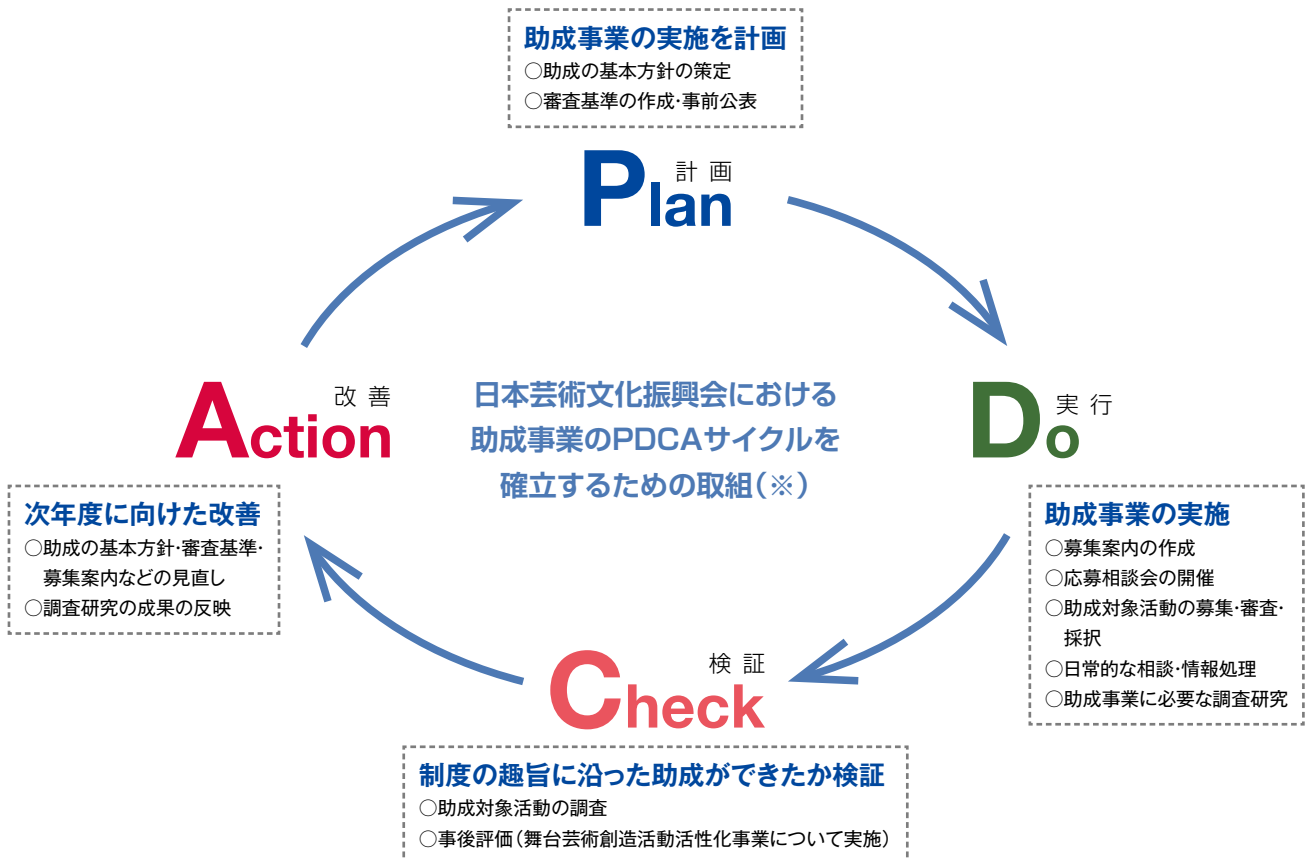 助成事業の実施を計画
○助成の基本方針の策定
○審査基準の作成・事前公表
計画
Plan
改善
Action
日本芸術文化振興会における
助成事業のPDCAサイクルを
確立するための取組(※)
実行
Do
次年度に向けた改善
○助成の基本方針・審査基準・
募集案内などの見直し
○調査研究の成果の反映
助成事業の実施
○募集案内の作成
○応募相談会の開催
○助成対象活動の募集・審査・
採択
○日常的な相談・情報処理
○助成事業に必要な調査研究
検証
Check
制度の趣旨に沿った助成ができたか検証
○助成対象活動の調査
○事後評価(舞台芸術創造活動活性化事業について実施)